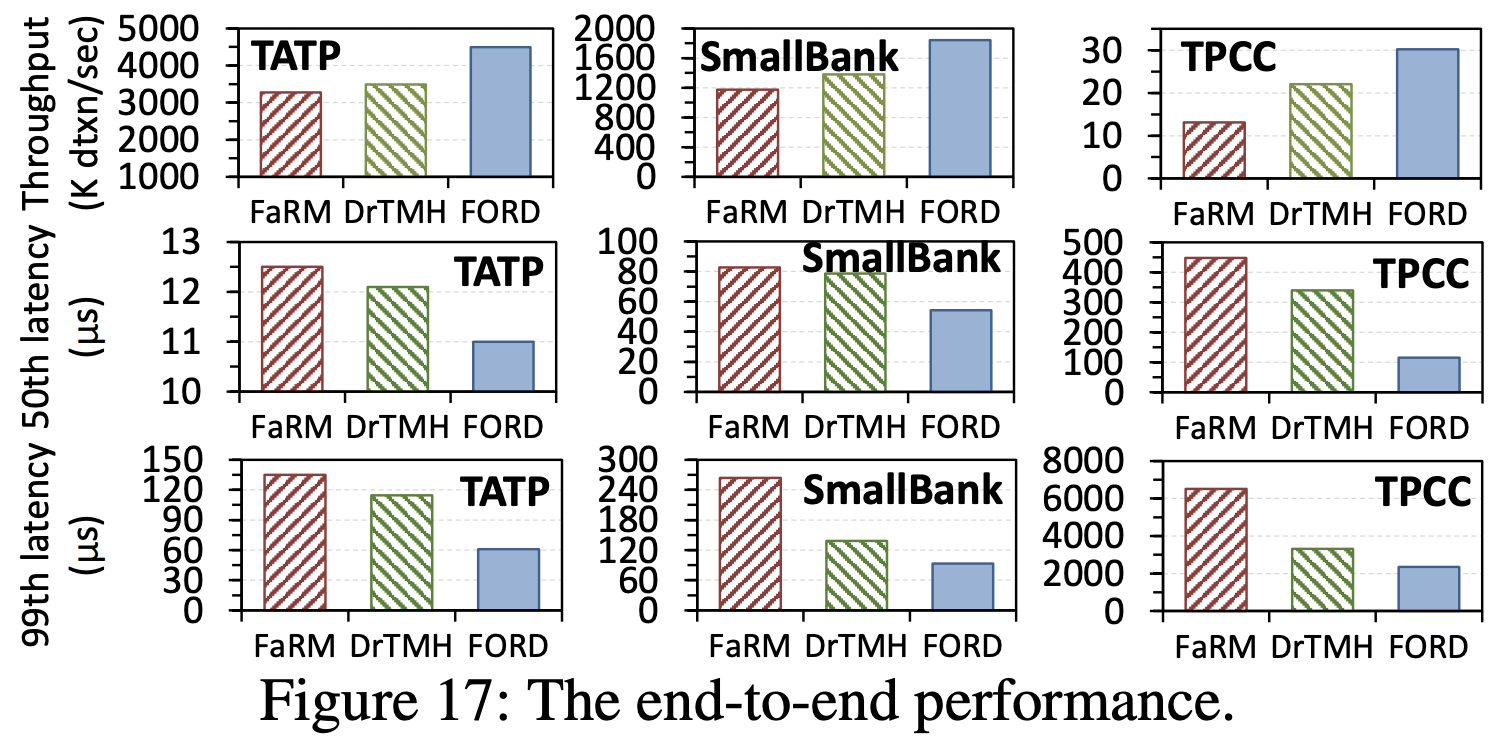 Throughput
(K dtxn/sec)
5000
4000
3000
2000
1000
TATP
FaRM DrTMH FORD
2000
1600
1200
800
400
0
SmallBank
FaRM DrTMH FORD
30
20
10
0
TPCC
FaRM DrTMH FORD
50th latency
(μs)
13
12
11
10
TATP
FaRM DrTMH FORD
100
80
60
40
20
0
SmallBank
FaRM DrTMH FORD
500
400
300
200
100
0
TPCC
FaRM DrTMH FORD
99th latency
(μs)
150
120
90
60
30
0
TATP
FaRM DrTMH FORD
300
240
180
120
60
0
SmallBank
FaRM DrTMH FORD
8000
6000
4000
2000
0
TPCC
FaRM DrTMH FORD
Figure 17: The end-to-end performance.